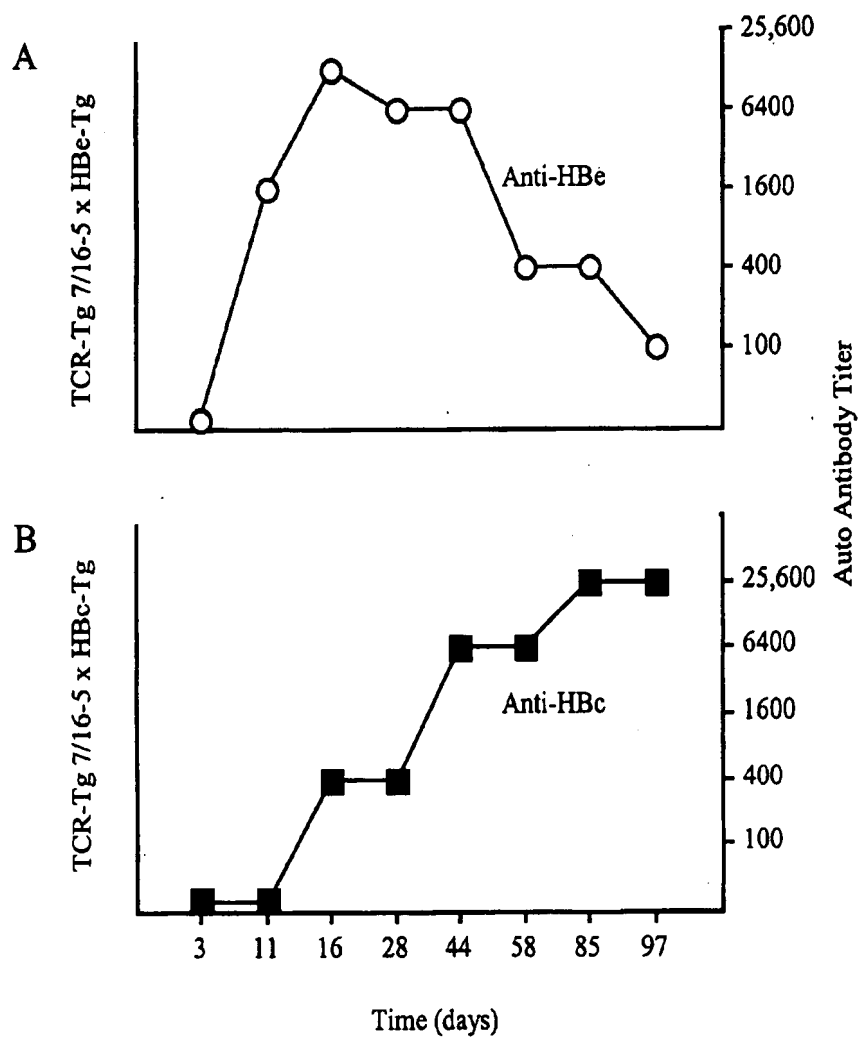 A
TCR-Tg 7/16-5 x HBe-Tg
Anti-HBe
25,600
6400
1600
400
100
Auto Antibody Titer
B
TCR-Tg 7/16-5 x HBc-Tg
Anti-HBc
25,600
6400
1600
400
100
3 11 16 28 44 58 85 97
Time (days)